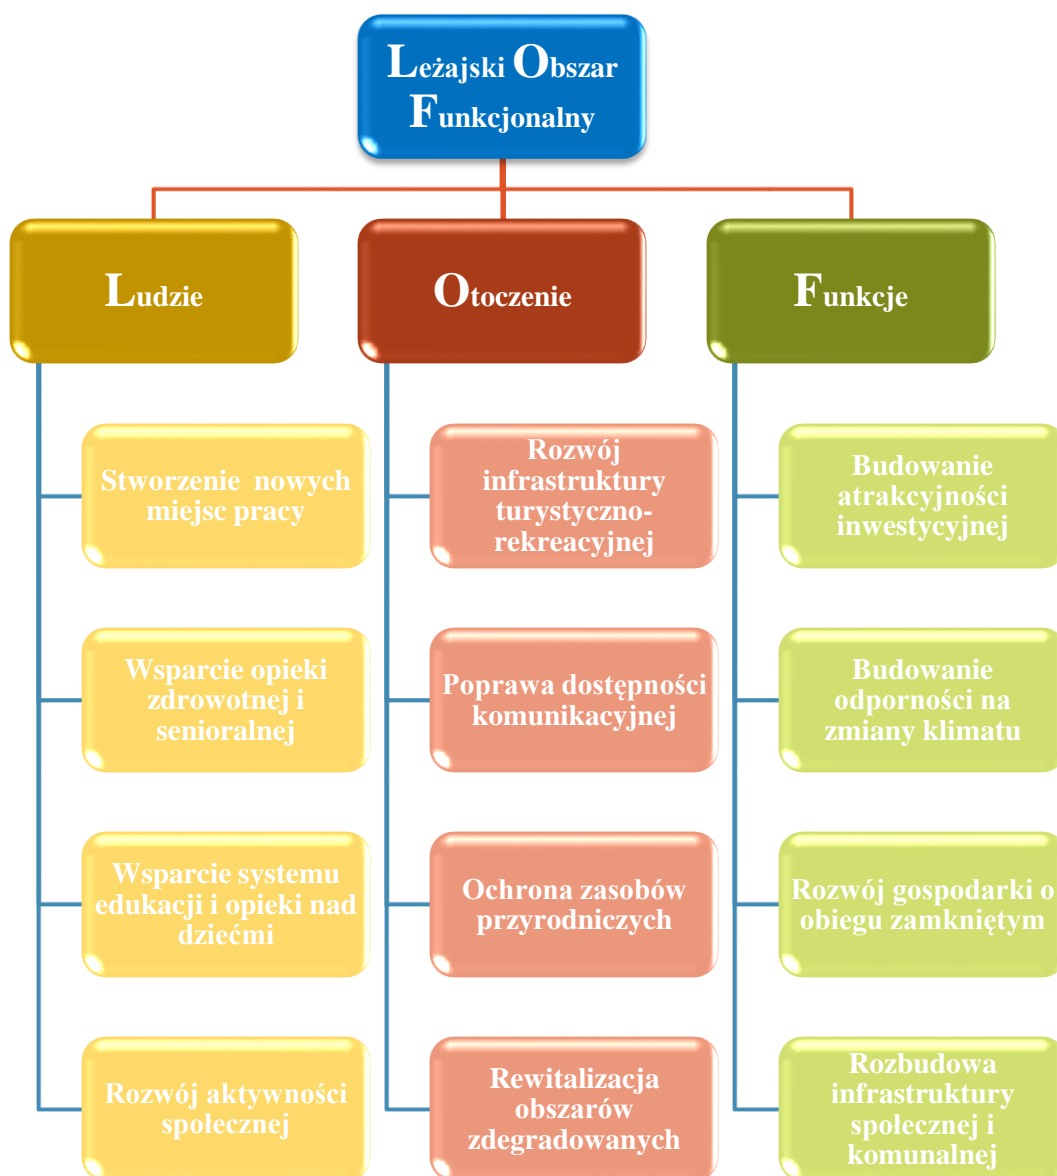 Leżajski Obszar
Funkcjonalny
Ludzie
Stworzenie nowych
miejsc pracy
Wsparcie opieki
zdrowotnej i
senioralnej
Wsparcie systemu
edukacji i opieki nad
dziećmi
Rozwój aktywności
społecznej
Otoczenie
Rozwój
infrastruktury
turystyczno-
rekreacyjnej
Poprawa dostępności
komunikacyjnej
Ochrona zasobów
przyrodniczych
Rewitalizacja
obszarów
zdegradowanych
Funkcje
Budowanie
atrakcyjności
inwestycyjnej
Budowanie
odporności na
zmiany klimatu
Rozwój gospodarki o
obiegu zamkniętym
Rozbudowa
infrastruktury
społecznej i
komunalnej